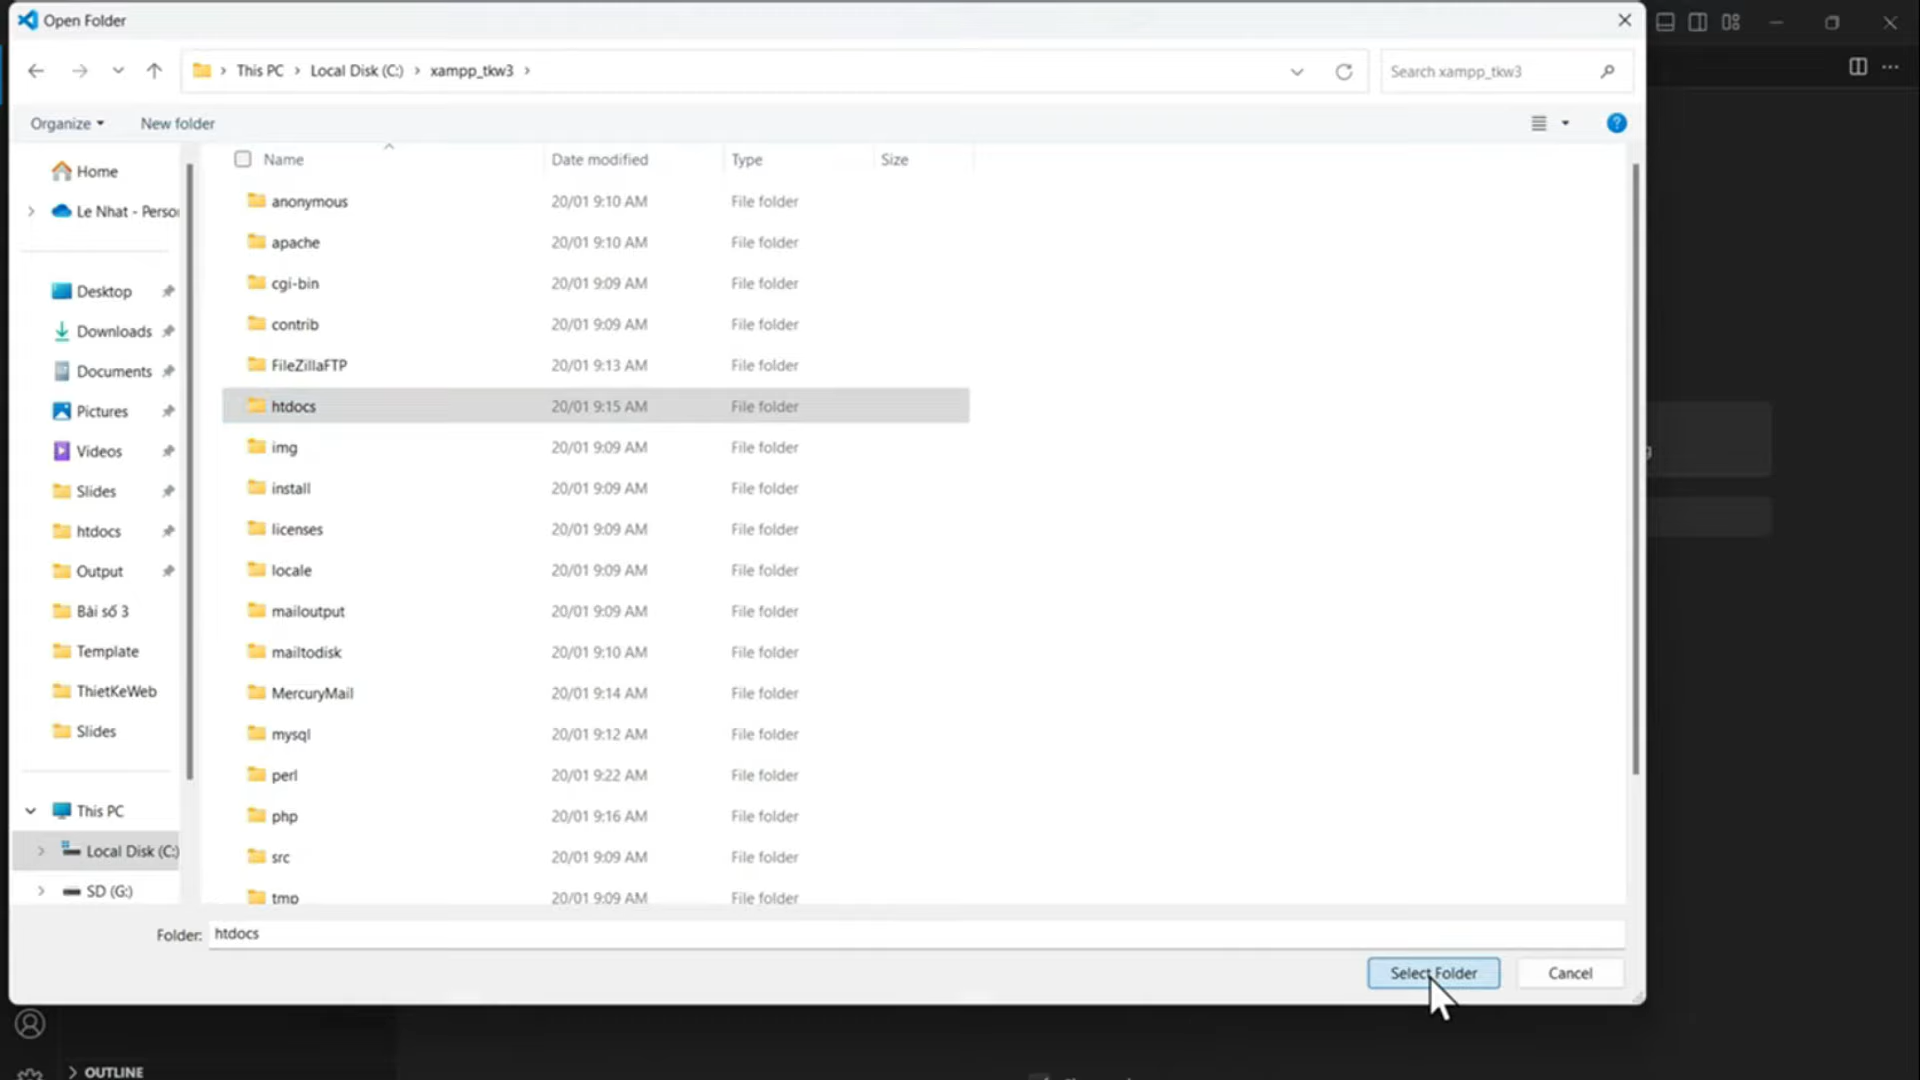 Open Folder
This PC
Local Disk (C:)
xampp_tkw3
Search xampp_tkw3
Organize
New folder
?
Home
Le Nhat - Perso
Desktop
Downloads
Documents
Pictures
Videos
Slides
htdocs
Output
Bài số 3
Template
ThietKeWeb
Slides
This PC
Local Disk (C:)
SD (G:)
Name Date modified Type Size
anonymous 20/01 9:10 AM File folder
apache 20/01 9:10 AM File folder
cgi-bin 20/01 9:09 AM File folder
contrib 20/01 9:09 AM File folder
FileZillaFTP 20/01 9:13 AM File folder
htdocs 20/01 9:15 AM File folder
img 20/01 9:09 AM File folder
install 20/01 9:09 AM File folder
licenses 20/01 9:09 AM File folder
locale 20/01 9:09 AM File folder
mailoutput 20/01 9:09 AM File folder
mailtodisk 20/01 9:10 AM File folder
MercuryMail 20/01 9:14 AM File folder
mysql 20/01 9:12 AM File folder
perl 20/01 9:22 AM File folder
php 20/01 9:16 AM File folder
src 20/01 9:09 AM File folder
tmp 20/01 9:09 AM File folder
Folder: htdocs
Select Folder Cancel
OUTLINE